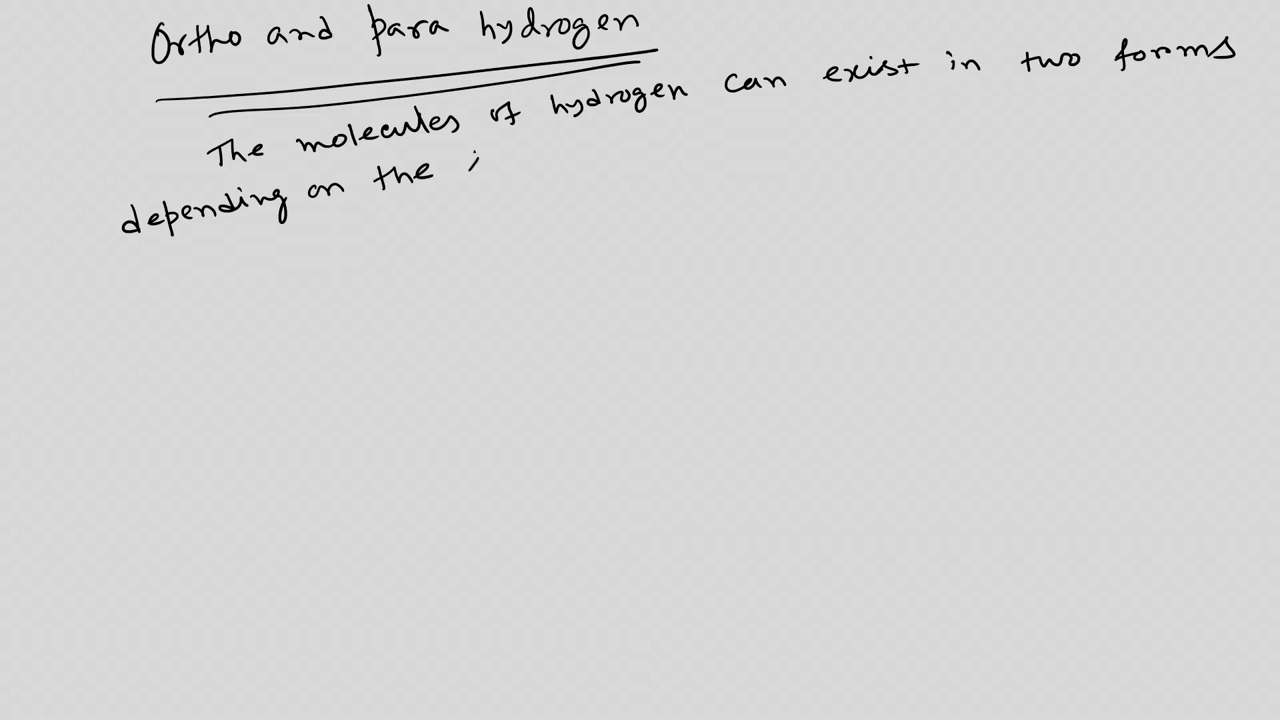 Ortho and para hydrogen
The molecules of hydrogen can exist in two forms
depending on the